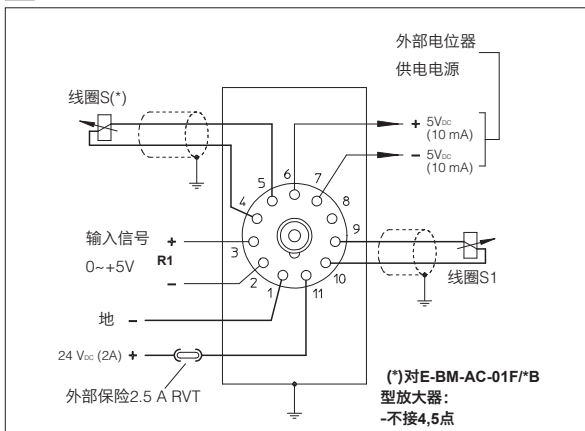 外部电位器
供电电源
线圈S(*)
+ 5VDC
(10 mA)
− 5VDC
(10 mA)
5
6
7
4
8
3
9
2
10
1
11
输入信号 +
0~+5V R1
−
线圈S1
地 −
24 VDC (2A) +
外部保险2.5 A RVT
(*)对E-BM-AC-01F/*B
型放大器：
-不接4,5点